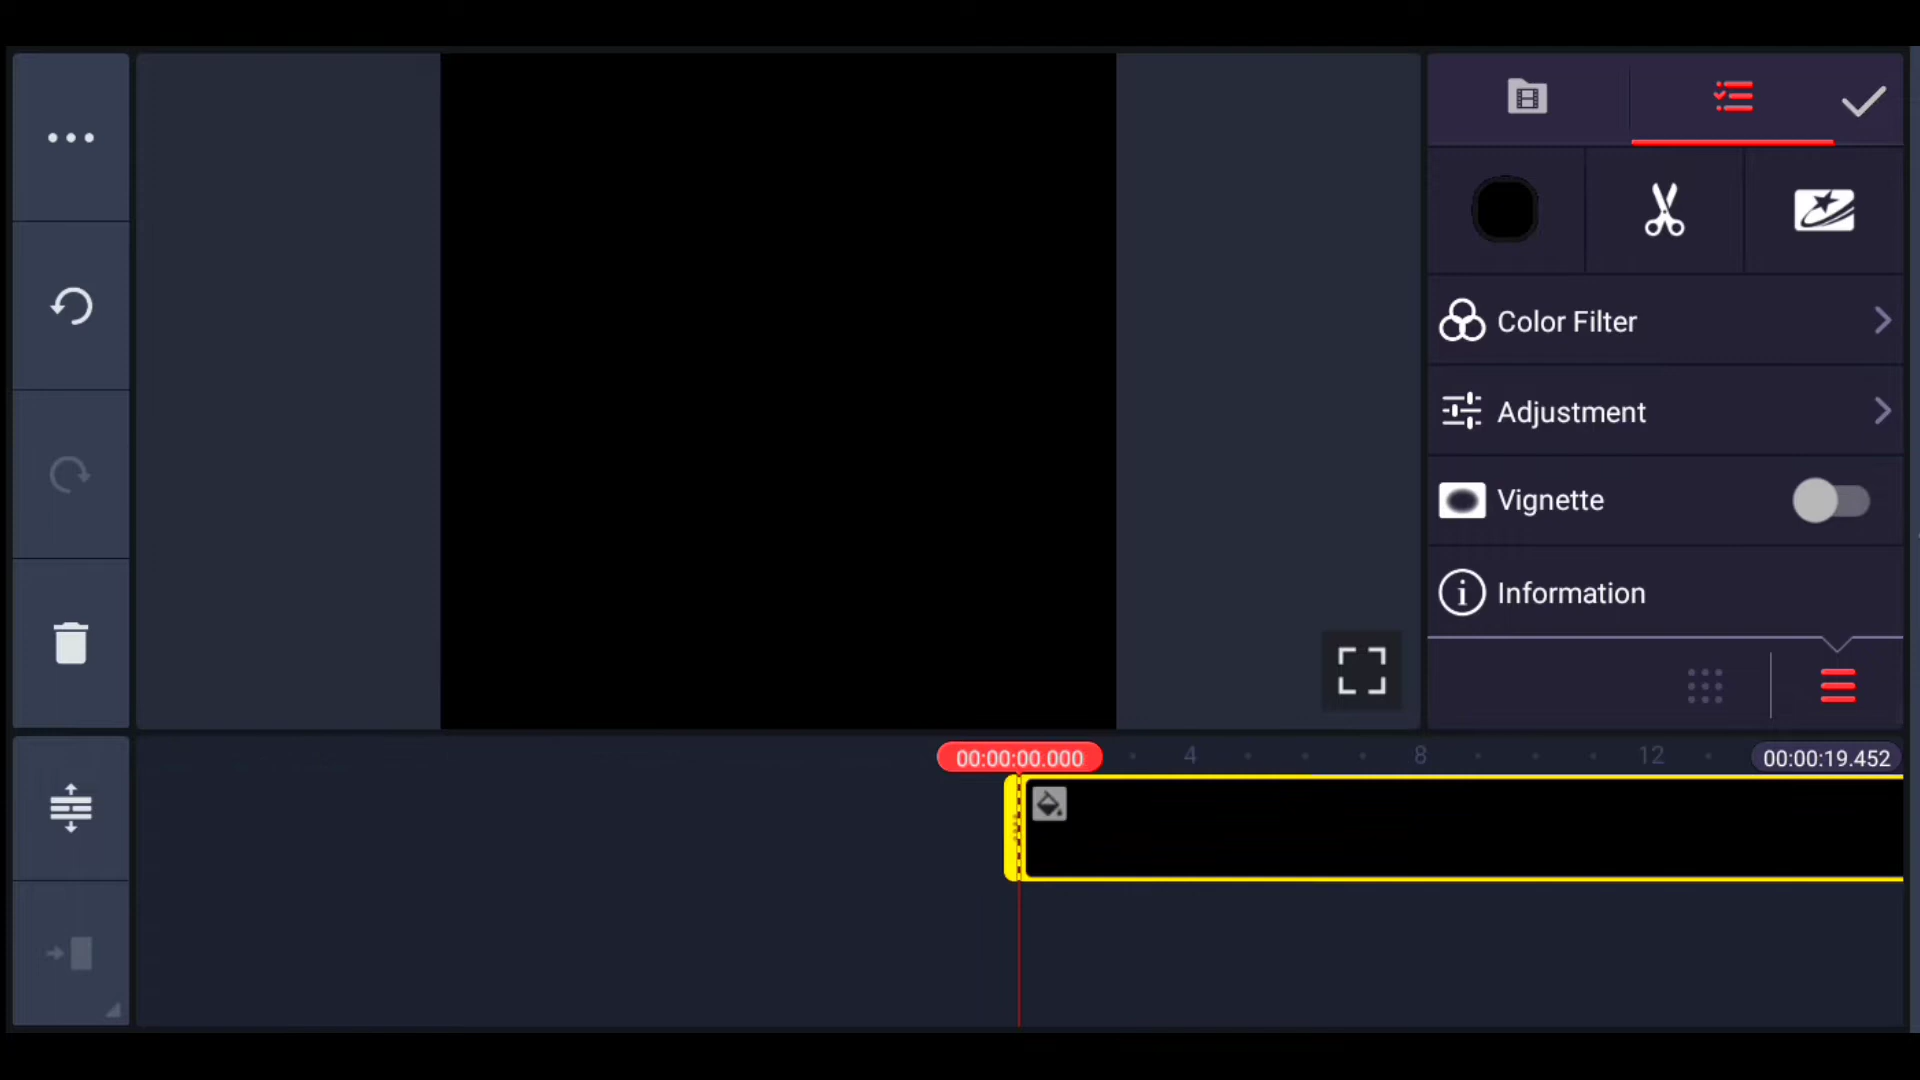 Color Filter
Adjustment
Vignette
Information
00:00:00.000
4
8
12
00:00:19.452